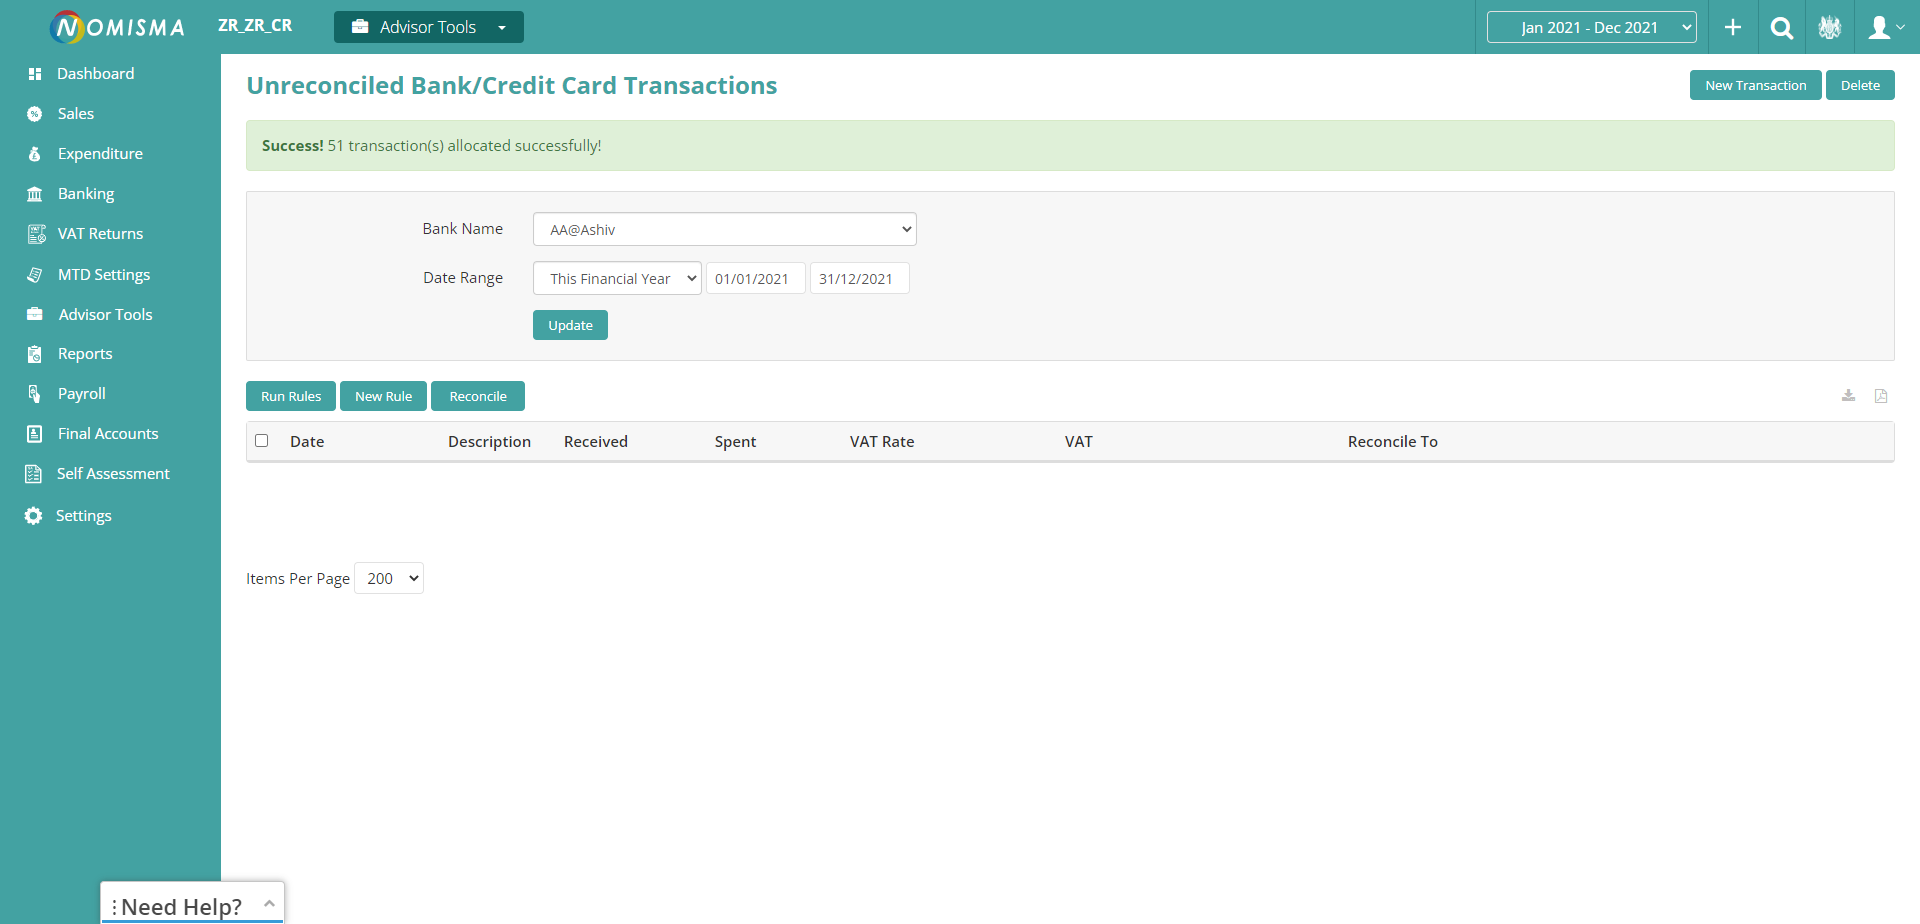 NOMISMA
ZR_ZR_CR
Advisor Tools
Jan 2021 - Dec 2021
Dashboard
Sales
Expenditure
Banking
VAT Returns
MTD Settings
Advisor Tools
Reports
Payroll
Final Accounts
Self Assessment
Settings
Unreconciled Bank/Credit Card Transactions
New Transaction Delete
Success! 51 transaction(s) allocated successfully!
Bank Name AA@Ashiv
Date Range This Financial Year 01/01/2021 31/12/2021
Update
Run Rules New Rule Reconcile
Date Description Received Spent VAT Rate VAT Reconcile To
Items Per Page 200
Need Help?